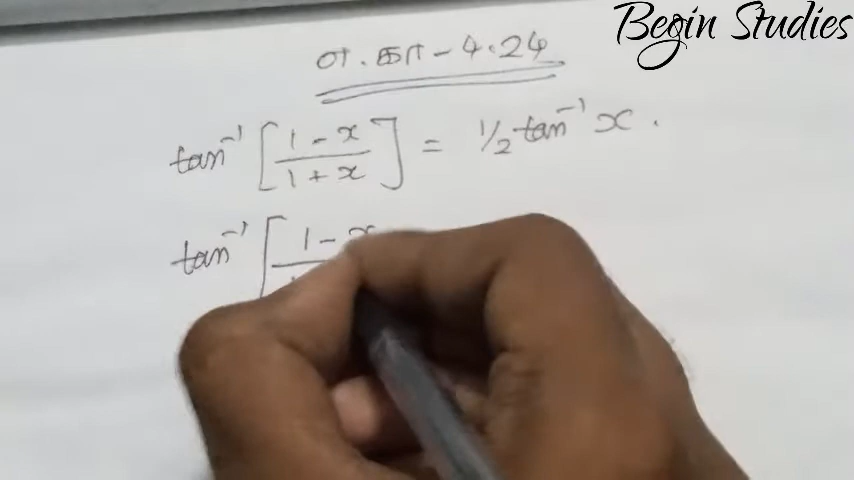 Begin Studies
எ.கா - 4.24
tan⁻¹ [1 - x / 1 + x] = 1/2 tan⁻¹ x.
tan⁻¹ [1 - x